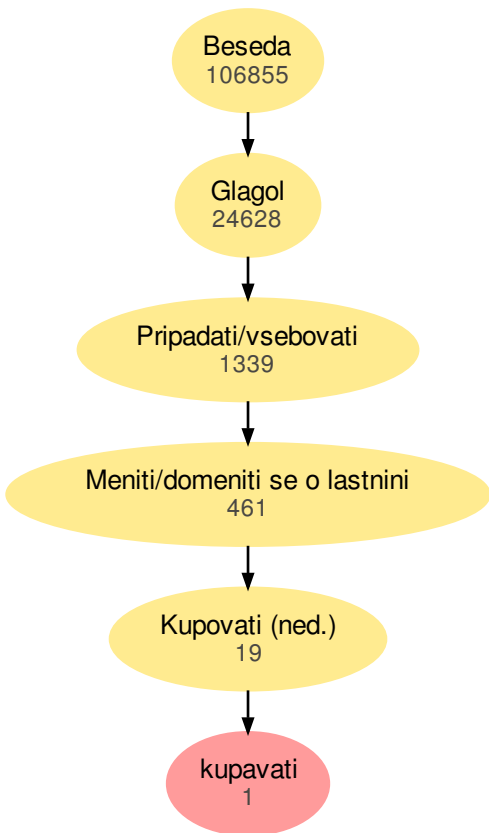 Beseda
106855
Glagol
24628
Pripadati/vsebovati
1339
Meniti/domeniti se o lastnini
461
Kupovati (ned.)
19
kupavati
1